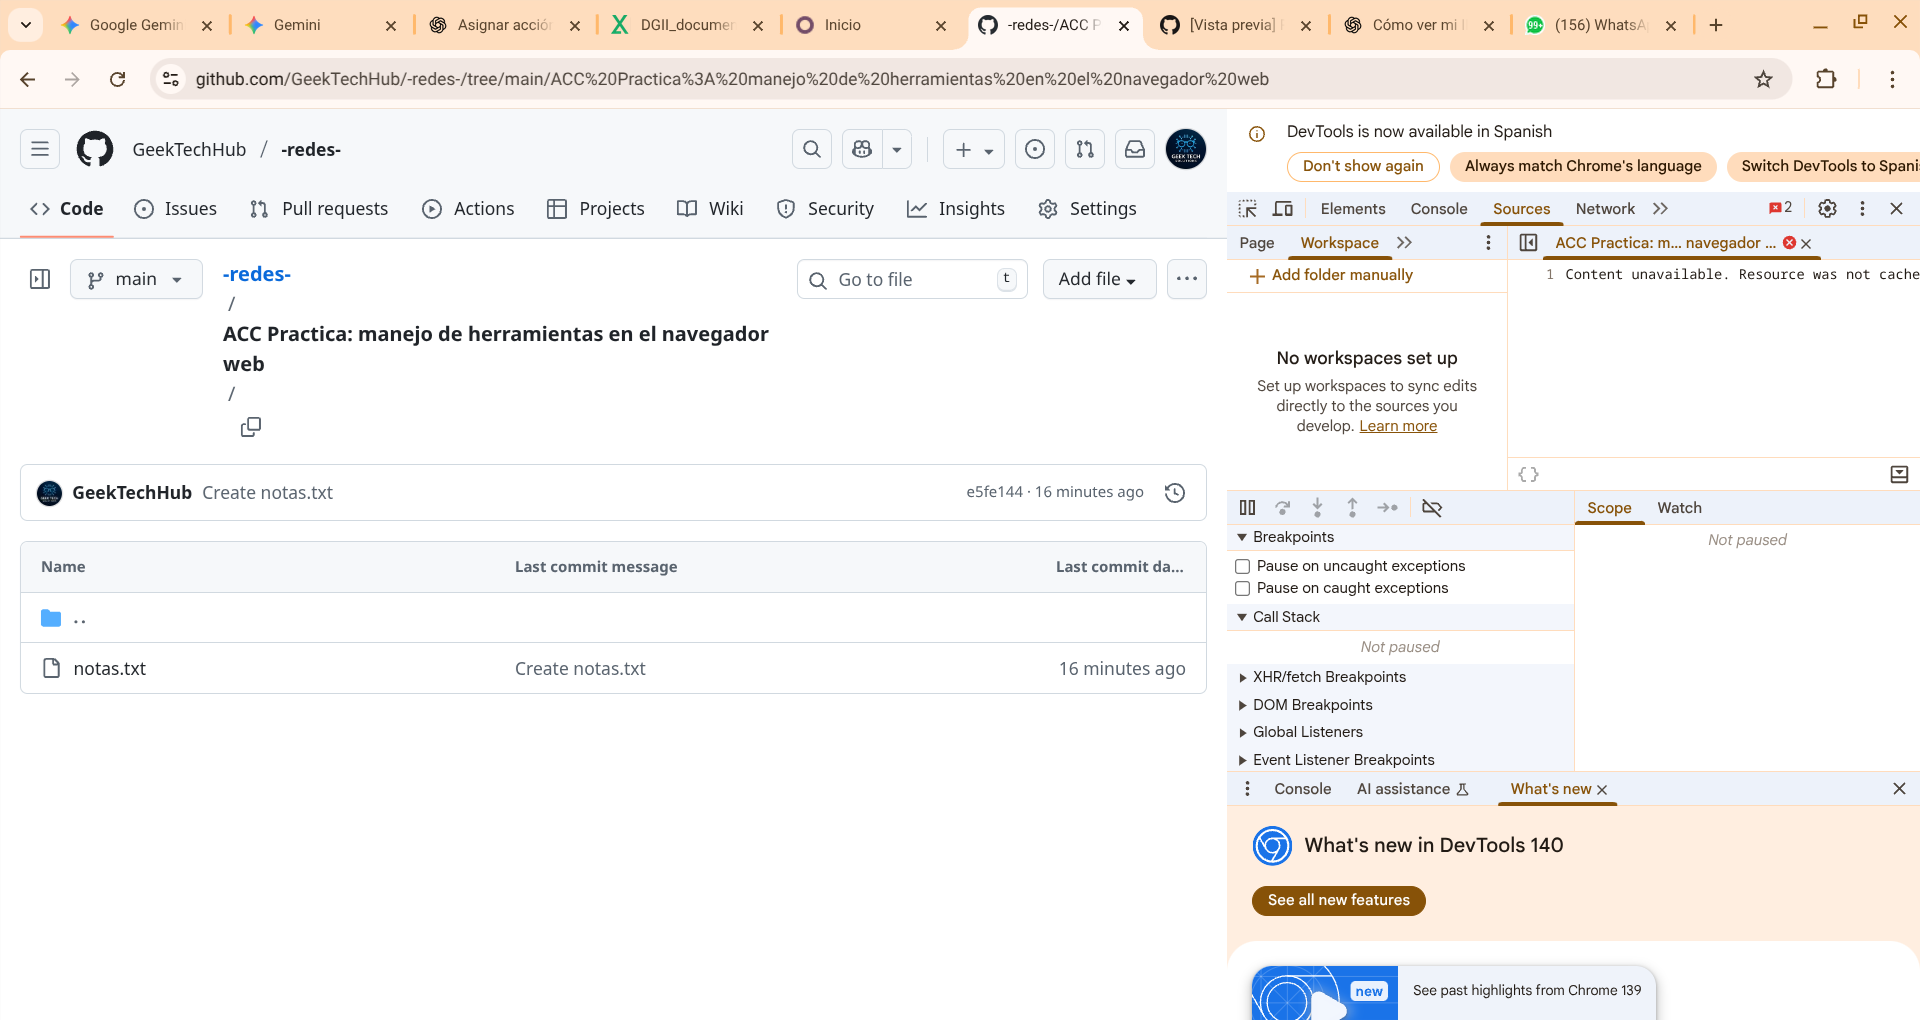 Google Gemin
Gemini
Asignar acció
DGII_documen
Inicio
-redes-/ACC P
[Vista previa]
Cómo ver mi I
(156) WhatsA
github.com/GeekTechHub/-redes-/tree/main/ACC%20Practica%3A%20manejo%20de%20herramientas%20en%20el%20navegador%20web
GeekTechHub / -redes-
Code
Issues
Pull requests
Actions
Projects
Wiki
Security
Insights
Settings
main
-redes-
/
ACC Practica: manejo de herramientas en el navegador
web
/
Go to file
t
Add file
GeekTechHub Create notas.txt
e5fe144 · 16 minutes ago
Name Last commit message Last commit da...
..
notas.txt Create notas.txt 16 minutes ago
DevTools is now available in Spanish
Don't show again
Always match Chrome's language
Switch DevTools to Spani
Elements
Console
Sources
Network
2
Page
Workspace
ACC Practica: m... navegador ...
Add folder manually
1 Content unavailable. Resource was not cache
No workspaces set up
Set up workspaces to sync edits
directly to the sources you
develop. Learn more
{}
Scope
Watch
Breakpoints
Not paused
Pause on uncaught exceptions
Pause on caught exceptions
Call Stack
Not paused
XHR/fetch Breakpoints
DOM Breakpoints
Global Listeners
Event Listener Breakpoints
Console
AI assistance
What's new
What's new in DevTools 140
See all new features
new
See past highlights from Chrome 139